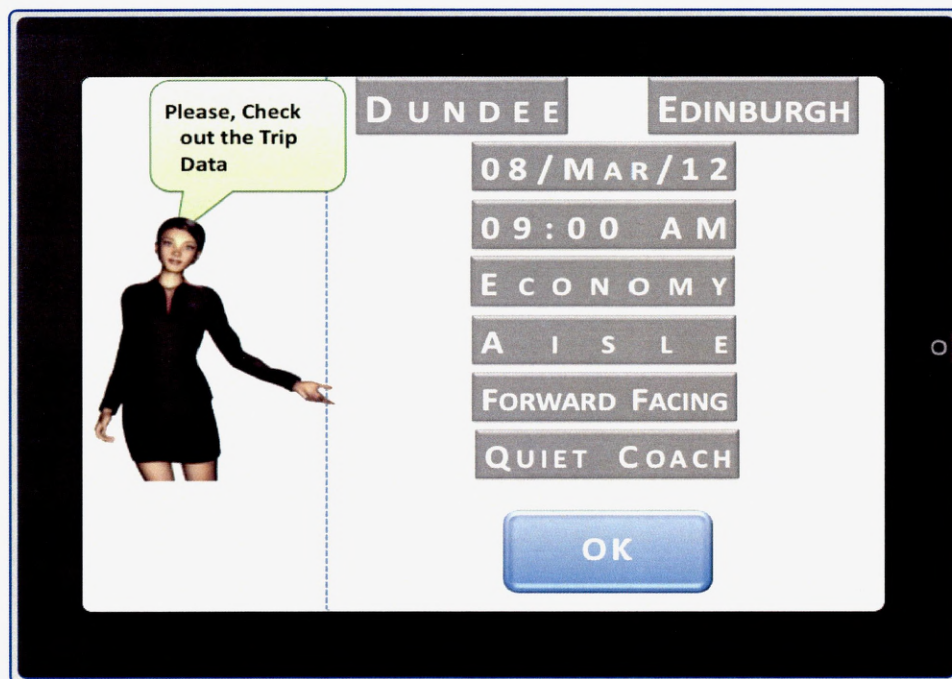 Please, Check
out the Trip
Data
DUNDEE
EDINBURGH
08/MAR/12
09:00 AM
ECONOMY
AISLE
FORWARD FACING
QUIET COACH
OK